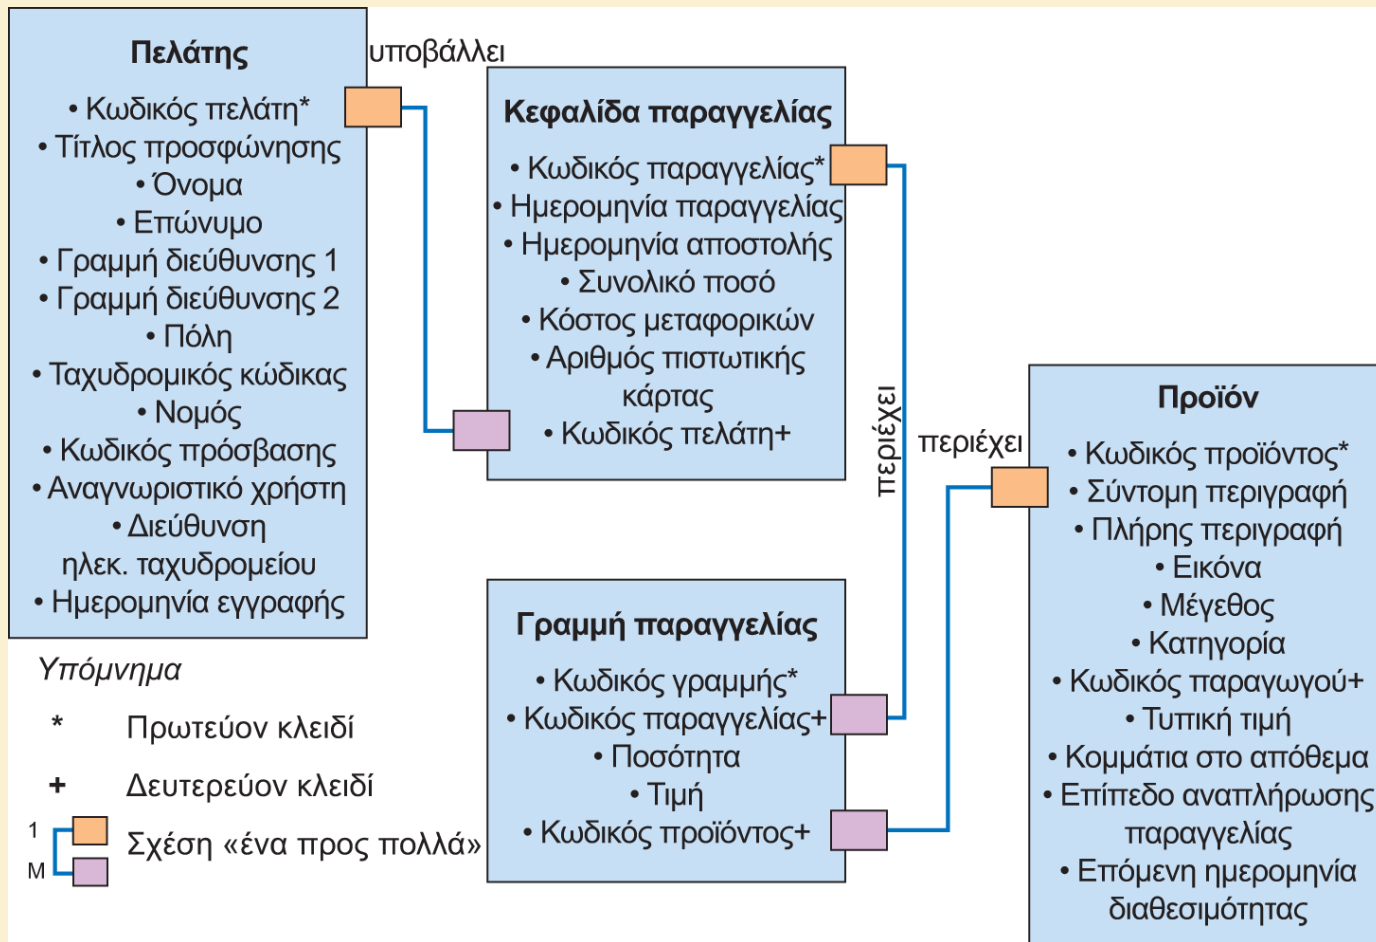 Πελάτης
• Κωδικός πελάτη*
• Τίτλος προσφώνησης
• Όνομα
• Επώνυμο
• Γραμμή διεύθυνσης 1
• Γραμμή διεύθυνσης 2
• Πόλη
• Ταχυδρομικός κώδικας
• Νομός
• Κωδικός πρόσβασης
• Αναγνωριστικό χρήστη
• Διεύθυνση
ηλεκ. ταχυδρομείου
• Ημερομηνία εγγραφής
υποβάλλει
Κεφαλίδα παραγγελίας
• Κωδικός παραγγελίας*
• Ημερομηνία παραγγελίας
• Ημερομηνία αποστολής
• Συνολικό ποσό
• Κόστος μεταφορικών
• Αριθμός πιστωτικής
κάρτας
• Κωδικός πελάτη+
περιέχει
Γραμμή παραγγελίας
• Κωδικός γραμμής*
• Κωδικός παραγγελίας+
• Ποσότητα
• Τιμή
• Κωδικός προϊόντος+
περιέχει
Προϊόν
• Κωδικός προϊόντος*
• Σύντομη περιγραφή
• Πλήρης περιγραφή
• Εικόνα
• Μέγεθος
• Κατηγορία
• Κωδικός παραγωγού+
• Τυπική τιμή
• Κομμάτια στο απόθεμα
• Επίπεδο αναπλήρωσης
παραγγελίας
• Επόμενη ημερομηνία
διαθεσιμότητας
Υπόμνημα
* Πρωτεύον κλειδί
+ Δευτερεύον κλειδί
1
M
Σχέση «ένα προς πολλά»